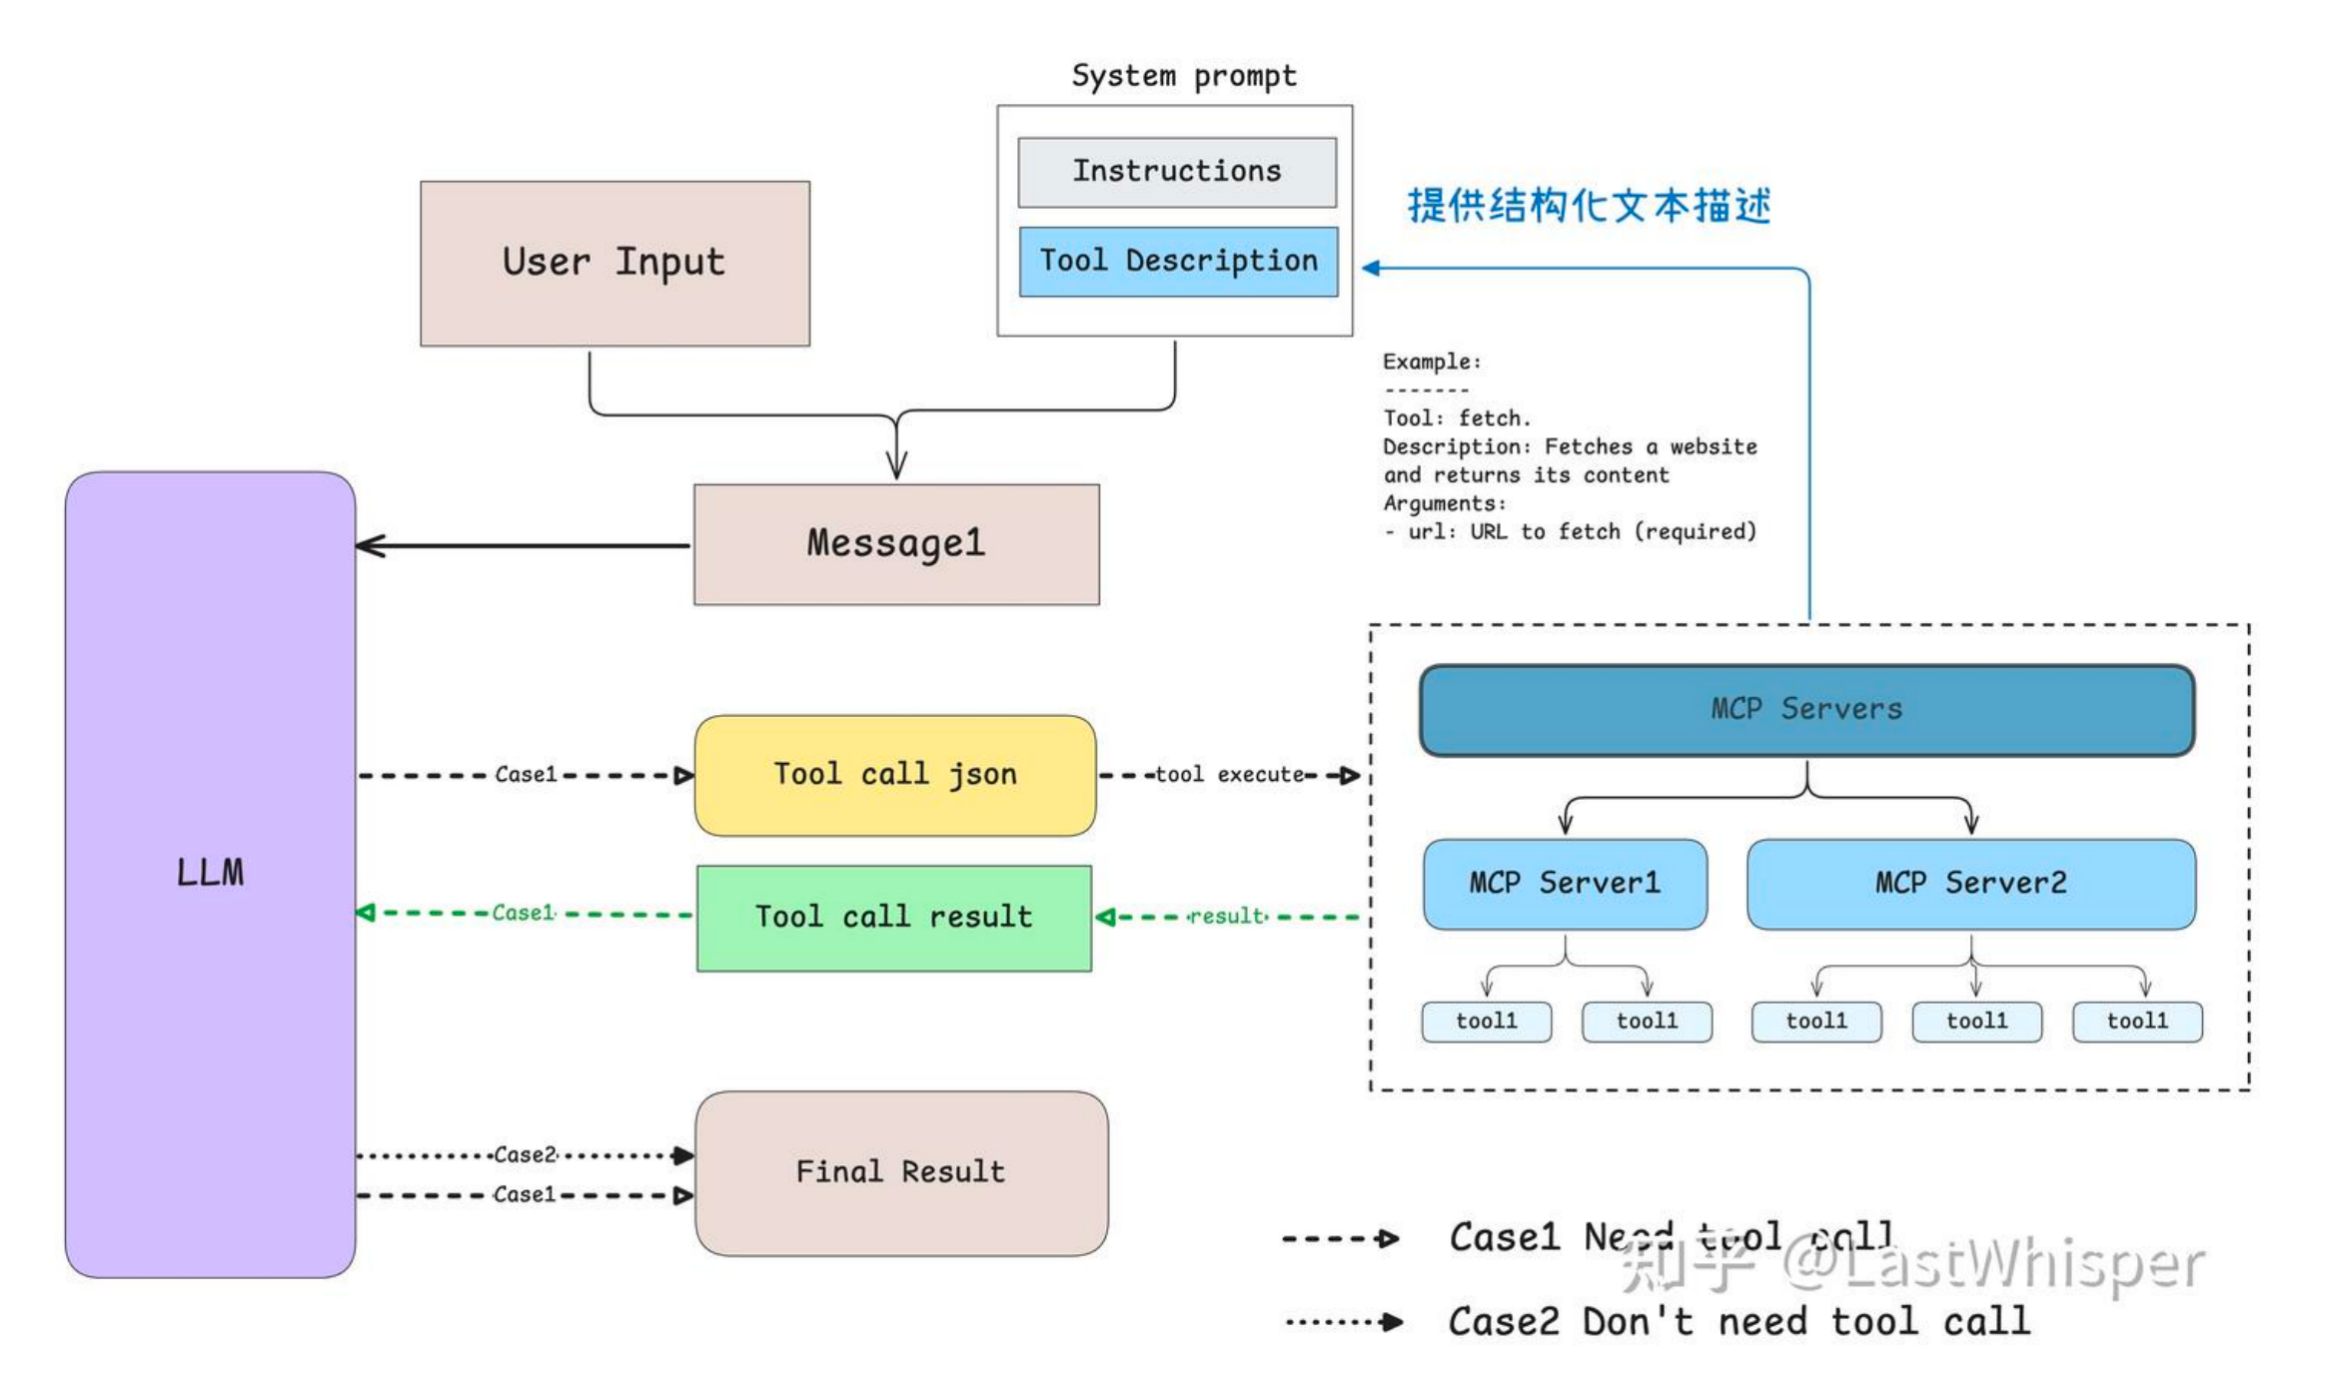 System prompt
Instructions
Tool Description
提供结构化文本描述
User Input
Example:
-------
Tool: fetch.
Description: Fetches a website
and returns its content
Arguments:
- url: URL to fetch (required)
Message1
LLM
Case1
Tool call json
tool execute
Case1
Tool call result
result
MCP Servers
MCP Server1
MCP Server2
tool1
tool1
tool1
tool1
tool1
Case2
Case1
Final Result
Case1 Need tool call
知乎 @LastWhisper
Case2 Don't need tool call